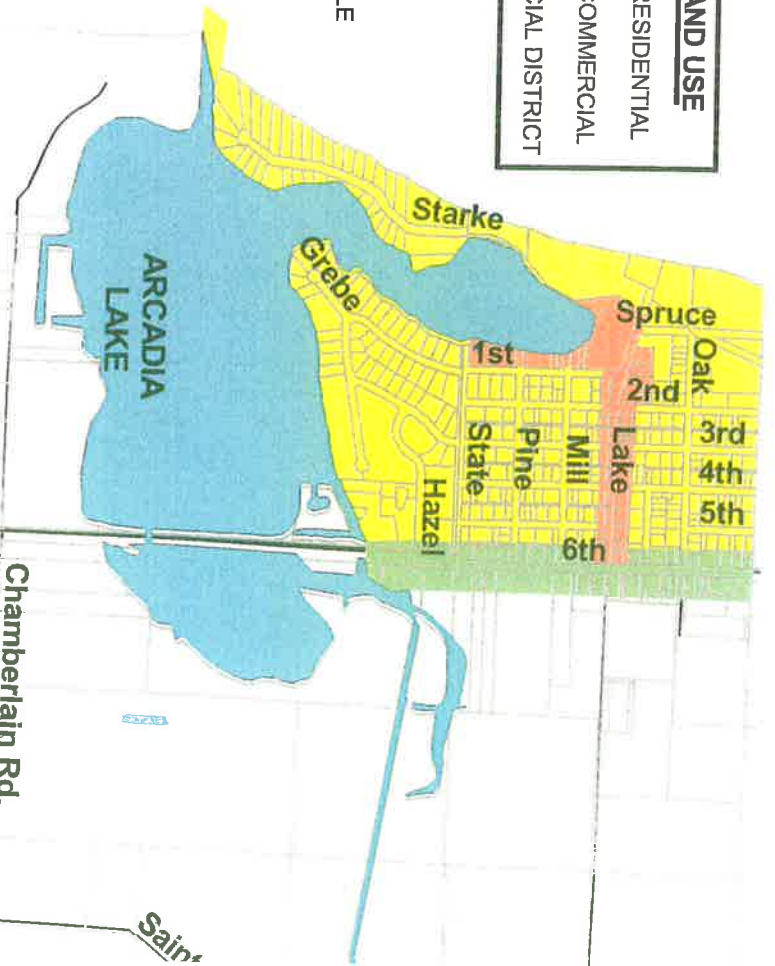 AND USE
RESIDENTIAL
COMMERCIAL
CIAL DISTRICT
LE
Starke
Grebe
Spruce
Oak
1st
2nd
3rd
4th
5th
6th
Lake
Mill
Pine
State
Hazel
ARCADIA
LAKE
Chamberlain Rd.
Saint